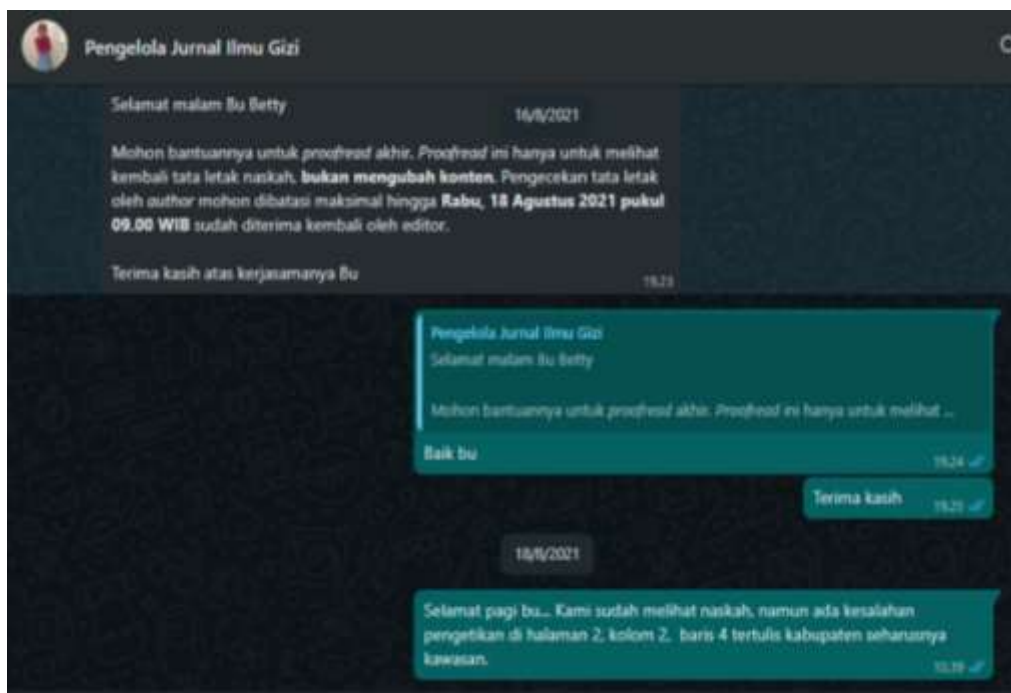 Pengelola Jurnal Ilmu Gizi
Selamat malam Bu Betty
16/8/2021
Mohon bantuannya untuk proofread akhir. Proofread ini hanya untuk melihat
kembali tata letak naskah, bukan mengubah konten. Pengecekan tata letak
oleh author mohon dibatasi maksimal hingga Rabu, 18 Agustus 2021 pukul
09.00 WIB sudah diterima kembali oleh editor.
Terima kasih atas kerjasamanya Bu
19.23
Pengelola Jurnal Ilmu Gizi
Selamat malam Bu Betty
Mohon bantuannya untuk proofread akhir. Proofread ini hanya untuk melihat ...
Baik bu
19.24
Terima kasih
18/8/2021
Selamat pagi bu... Kami sudah melihat naskah, namun ada kesalahan
pengetikan di halaman 2, kolom 2, baris 4 tertulis kabupaten seharusnya
kawasan.